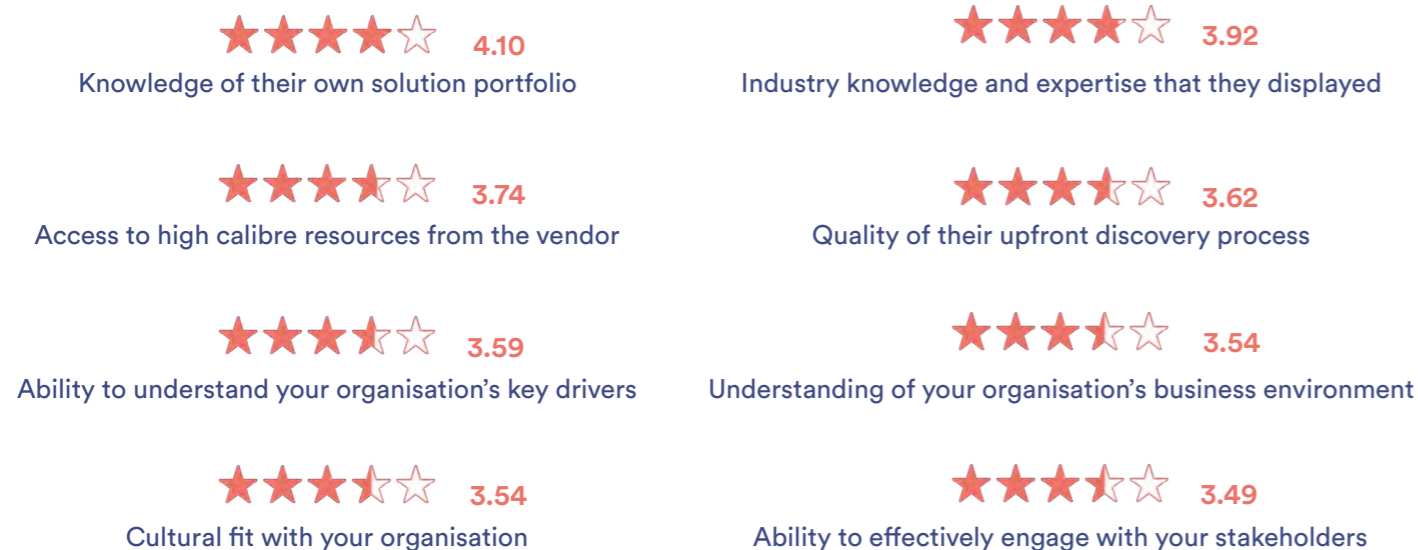 4.10
Knowledge of their own solution portfolio
3.92
Industry knowledge and expertise that they displayed
3.74
Access to high calibre resources from the vendor
3.62
Quality of their upfront discovery process
3.59
Ability to understand your organisation's key drivers
3.54
Understanding of your organisation's business environment
3.54
Cultural fit with your organisation
3.49
Ability to effectively engage with your stakeholders